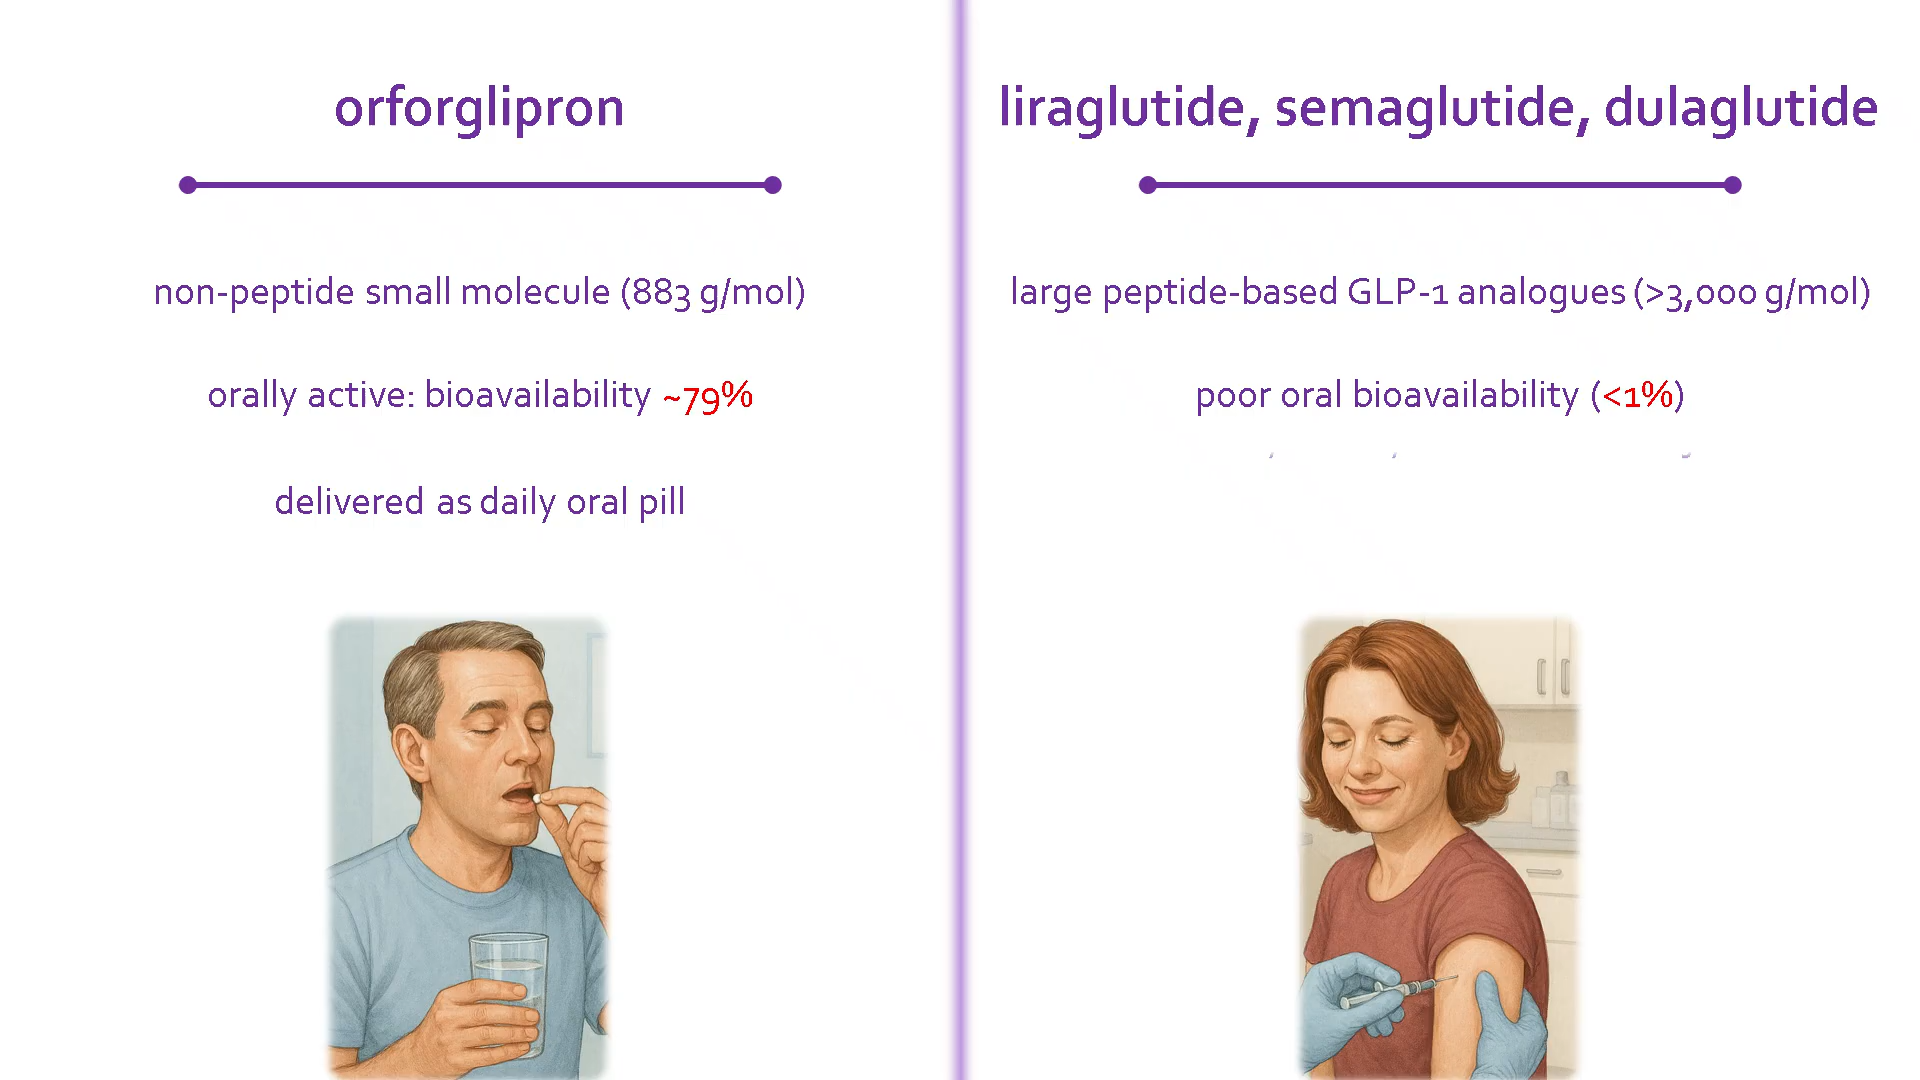 orforglipron
non-peptide small molecule (883 g/mol)
orally active: bioavailability ~79%
delivered as daily oral pill
liraglutide, semaglutide, dulaglutide
large peptide-based GLP-1 analogues (>3,000 g/mol)
poor oral bioavailability (<1%)